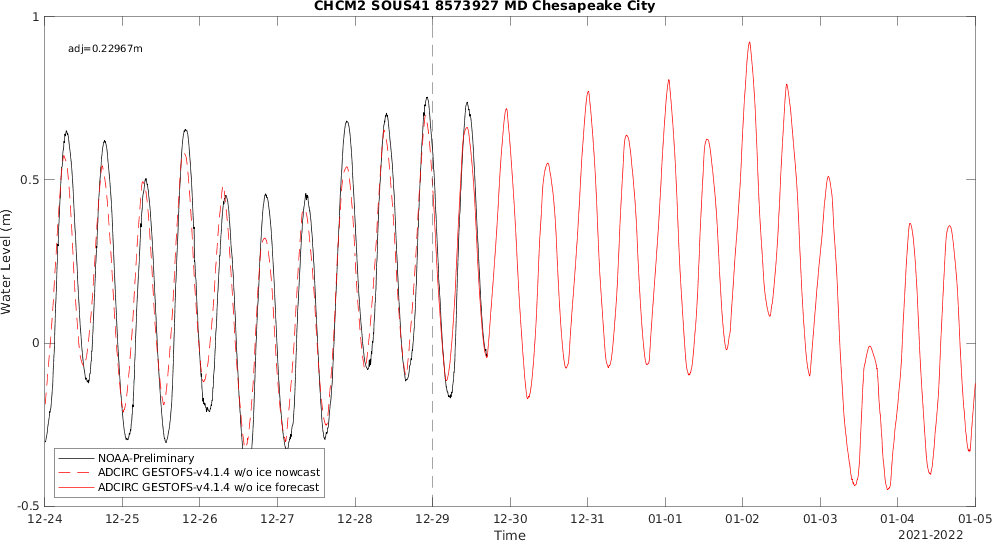 CHCM2 SOUS41 8573927 MD Chesapeake City
adj=0.22967m
1
0.5
0
-0.5
Water Level (m)
NOAA-Preliminary
ADCIRC GESTOFS-v4.1.4 w/o ice nowcast
ADCIRC GESTOFS-v4.1.4 w/o ice forecast
12-24 12-25 12-26 12-27 12-28 12-29 12-30 12-31 01-01 01-02 01-03 01-04 01-05
Time
2021-2022